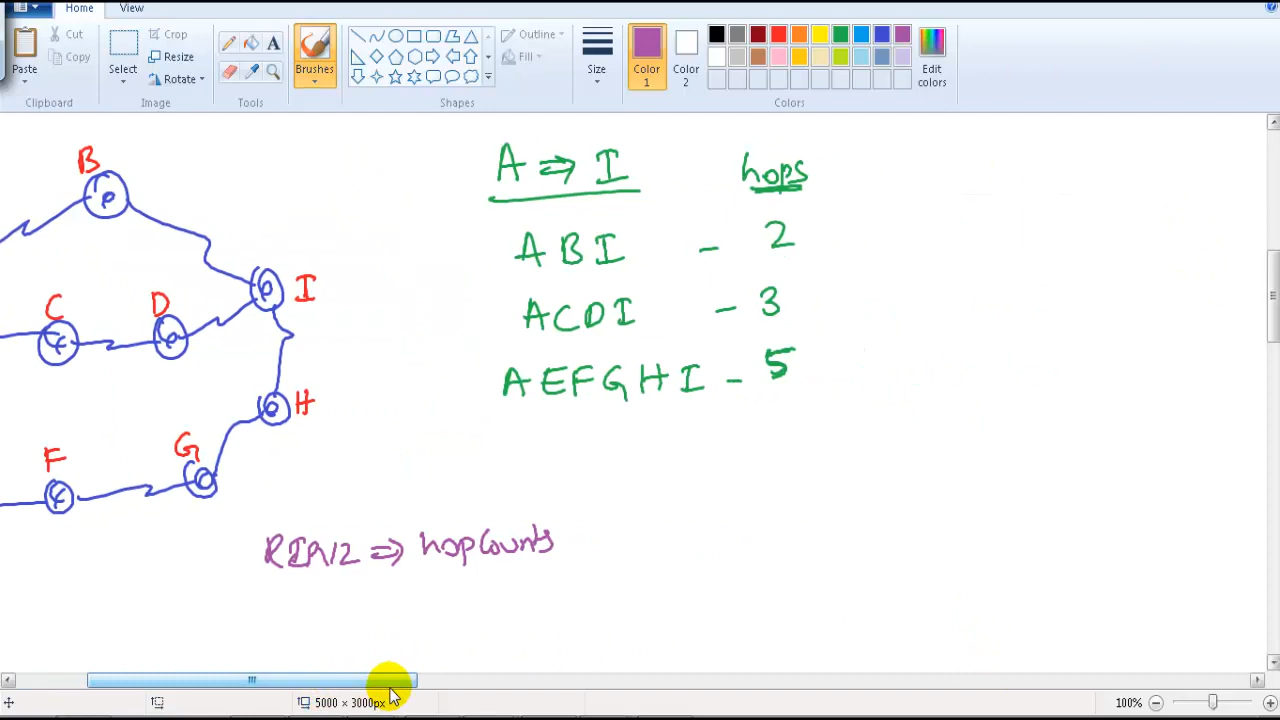 Home View
Paste
Cut
Copy
Clipboard
Select
Crop
Resize
Rotate
Image
A
Tools
Brushes
Outline
Fill
Shapes
Size
Color 1
Color 2
Edit colors
Colors
B
C D I
F G H
A ⇒ I hops
ABI - 2
ACDI - 3
AEFGHI - 5
⇒ hopCounts
5000 × 3000px 100%